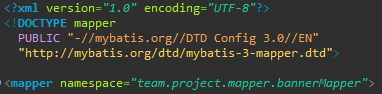 <?xml version="1.0" encoding="UTF-8"?>
<!DOCTYPE mapper
PUBLIC "-//mybatis.org//DTD Config 3.0//EN"
"http://mybatis.org/dtd/mybatis-3-mapper.dtd">
<mapper namespace="team.project.mapper.bannerMapper">